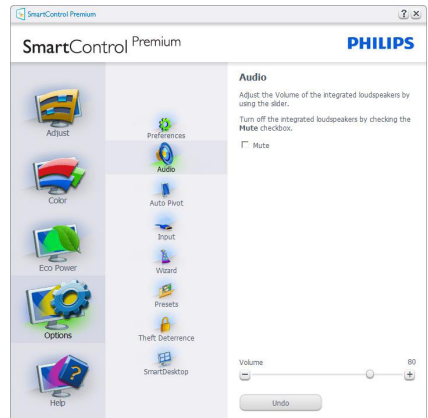 SmartControl Premium
SmartControl Premium
PHILIPS
Adjust
Color
Eco Power
Options
Help
Preferences
Audio
Auto Pivot
Input
Wizard
Presets
Theft Deterrence
SmartDesktop
Audio
Adjust the Volume of the integrated loudspeakers by
using the slider.
Turn off the integrated loudspeakers by checking the
Mute checkbox.
Mute
Volume 80
Undo